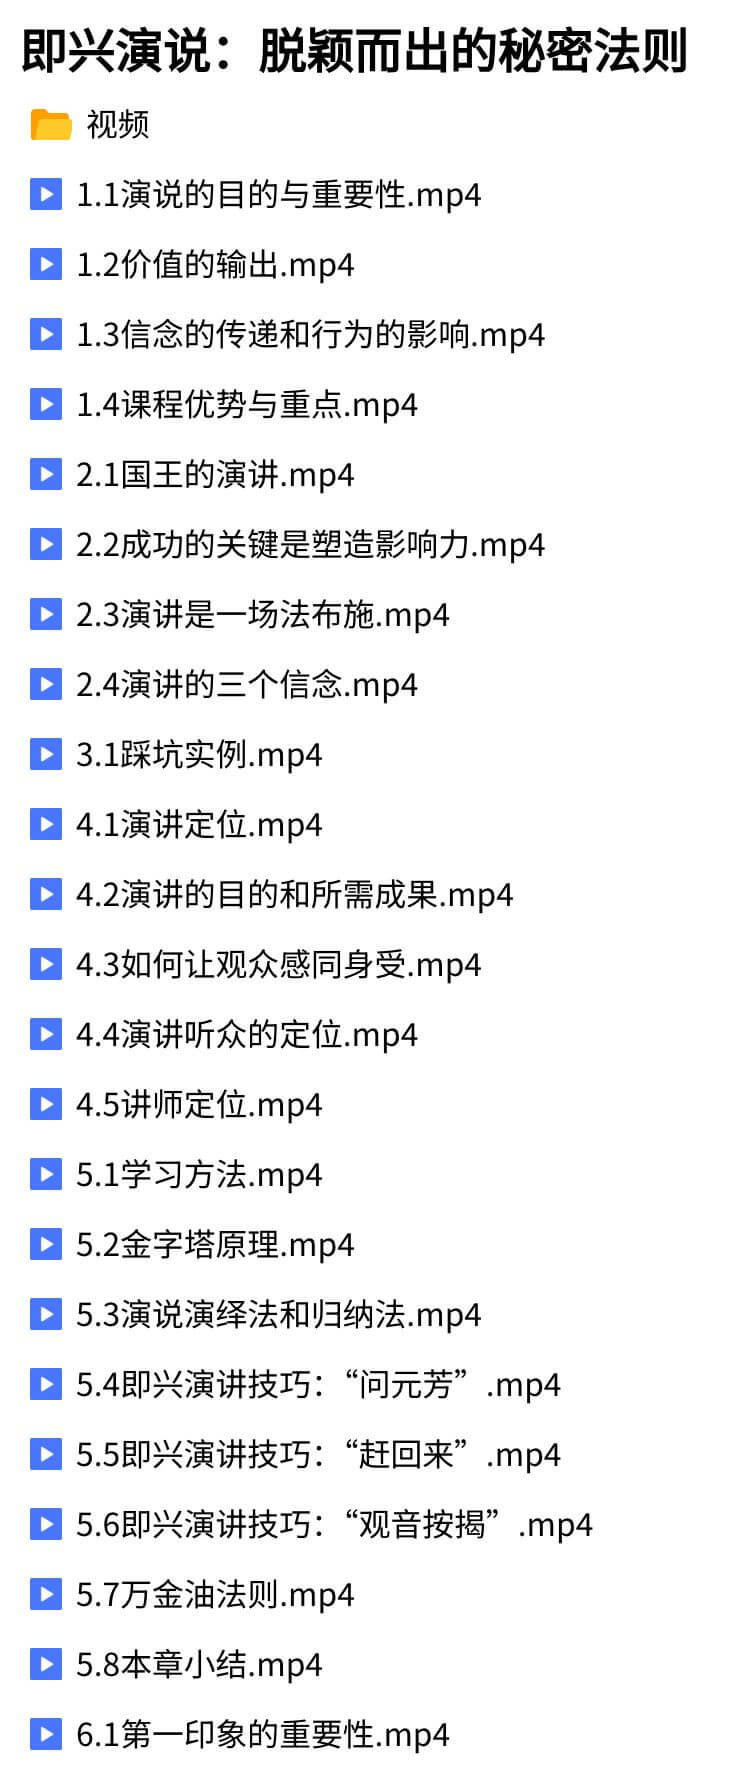 即兴演说：脱颖而出的秘密法则
视频
1.1演说的目的与重要性.mp4
1.2价值的输出.mp4
1.3信念的传递和行为的影响.mp4
1.4课程优势与重点.mp4
2.1国王的演讲.mp4
2.2成功的关键是塑造影响力.mp4
2.3演讲是一场法布施.mp4
2.4演讲的三个信念.mp4
3.1踩坑实例.mp4
4.1演讲定位.mp4
4.2演讲的目的和所需成果.mp4
4.3如何让观众感同身受.mp4
4.4演讲听众的定位.mp4
4.5讲师定位.mp4
5.1学习方法.mp4
5.2金字塔原理.mp4
5.3演说演绎法和归纳法.mp4
5.4即兴演讲技巧：“问元芳”.mp4
5.5即兴演讲技巧：“赶回来”.mp4
5.6即兴演讲技巧：“观音按揭”.mp4
5.7万金油法则.mp4
5.8本章小结.mp4
6.1第一印象的重要性.mp4